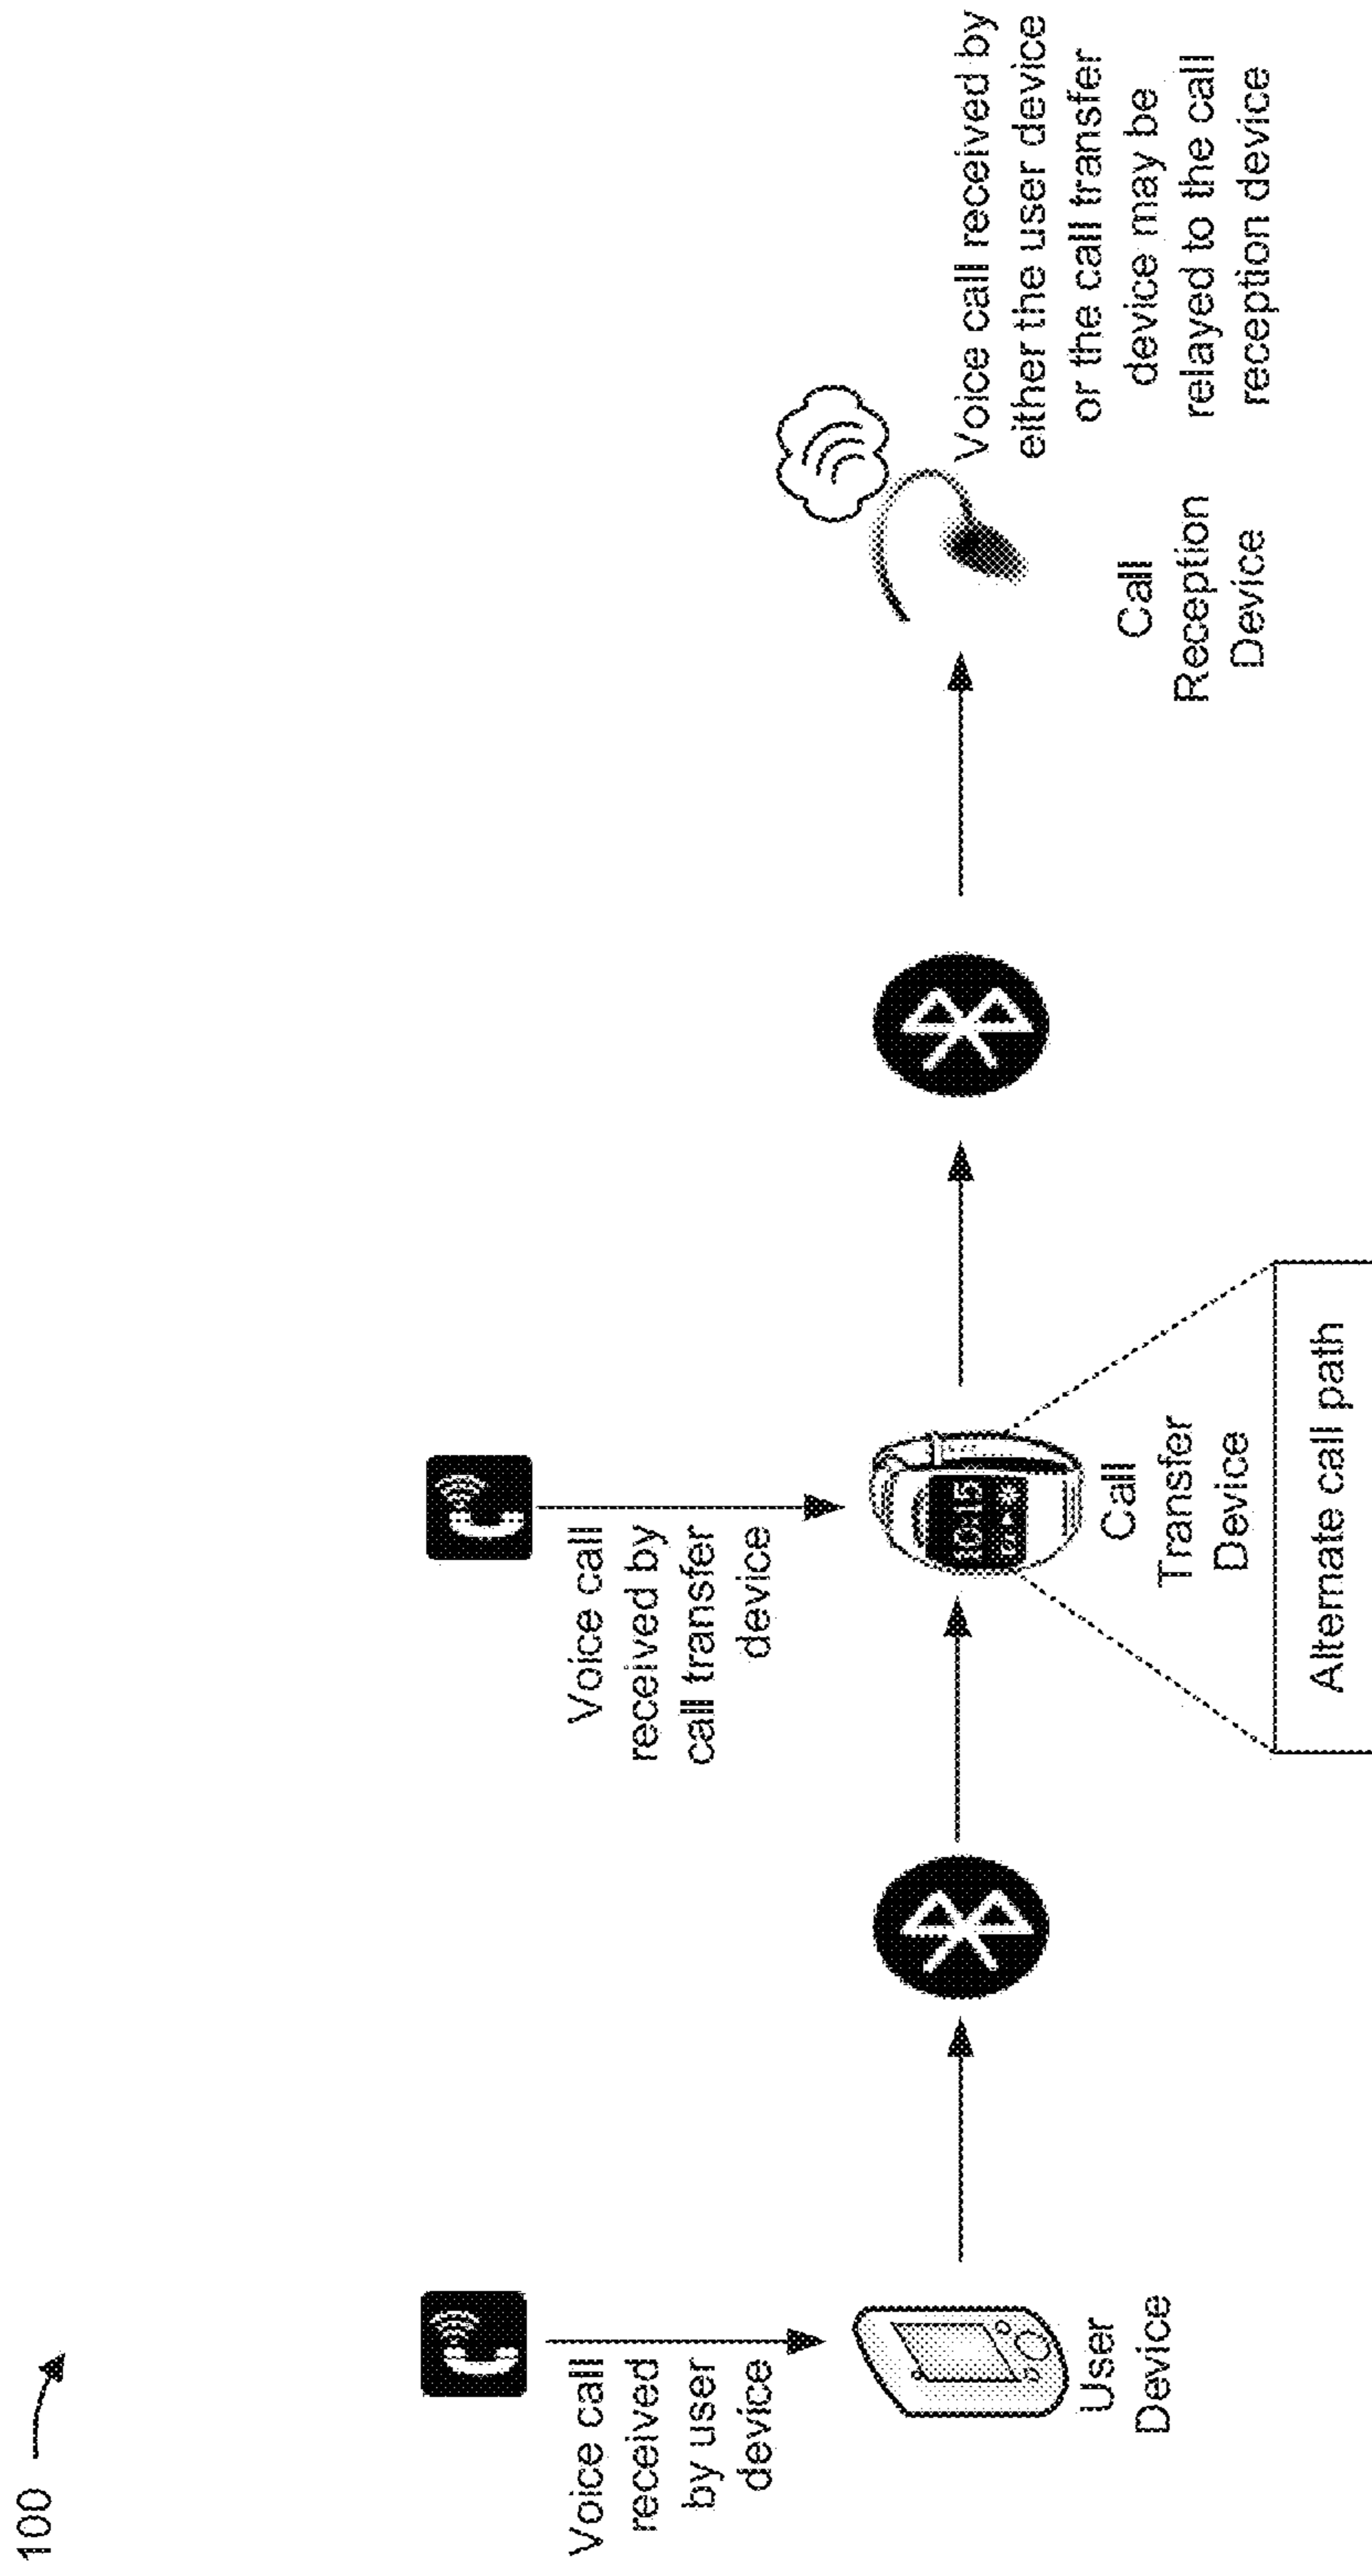 100
Voice call
received
by user
device
User
Device
Voice call
received by
call transfer
device
10:15
Call
Transfer
Device
Alternate call path
Call
Reception
Device
Voice call received by
either the user device
or the call transfer
device may be
relayed to the call
reception device